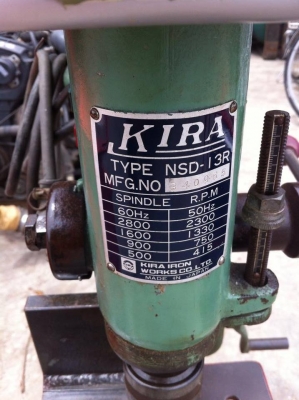 KIRA
TYPE NSD-13R
MFG.NO
SPINDLE R.P.M
60Hz 50Hz
2800 2300
1600 1330
900 750
500 415
KIRA IRON
WORKS CO. LTD.
MADE IN JAPAN